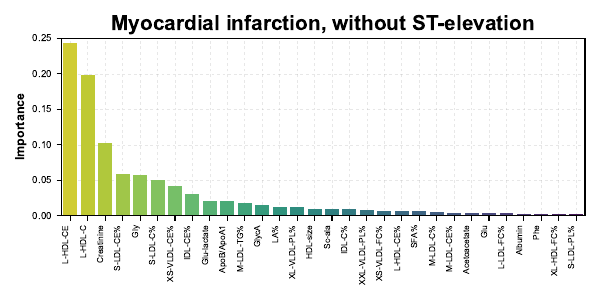 Myocardial infarction, without ST-elevation
Importance
0.25
0.20
0.15
0.10
0.05
0.00
L-HDL-CE
L-HDL-C
Creatinine
S-LDL-CE%
Gly
S-LDL-C%
XS-VLDL-CE%
IDL-CE%
Glu-lactate
ApoB/ApoA1
M-LDL-TG%
GlycA
LA%
XL-VLDL-PL%
HDL-size
Sc-ala
IDL-C%
XXL-VLDL-PL%
XS-VLDL-FC%
L-HDL-CE%
SFA%
M-LDL-C%
M-LDL-CE%
Acetoacetate
Glu
L-LDL-FC%
Albumin
Phe
XL-HDL-FC%
S-LDL-PL%